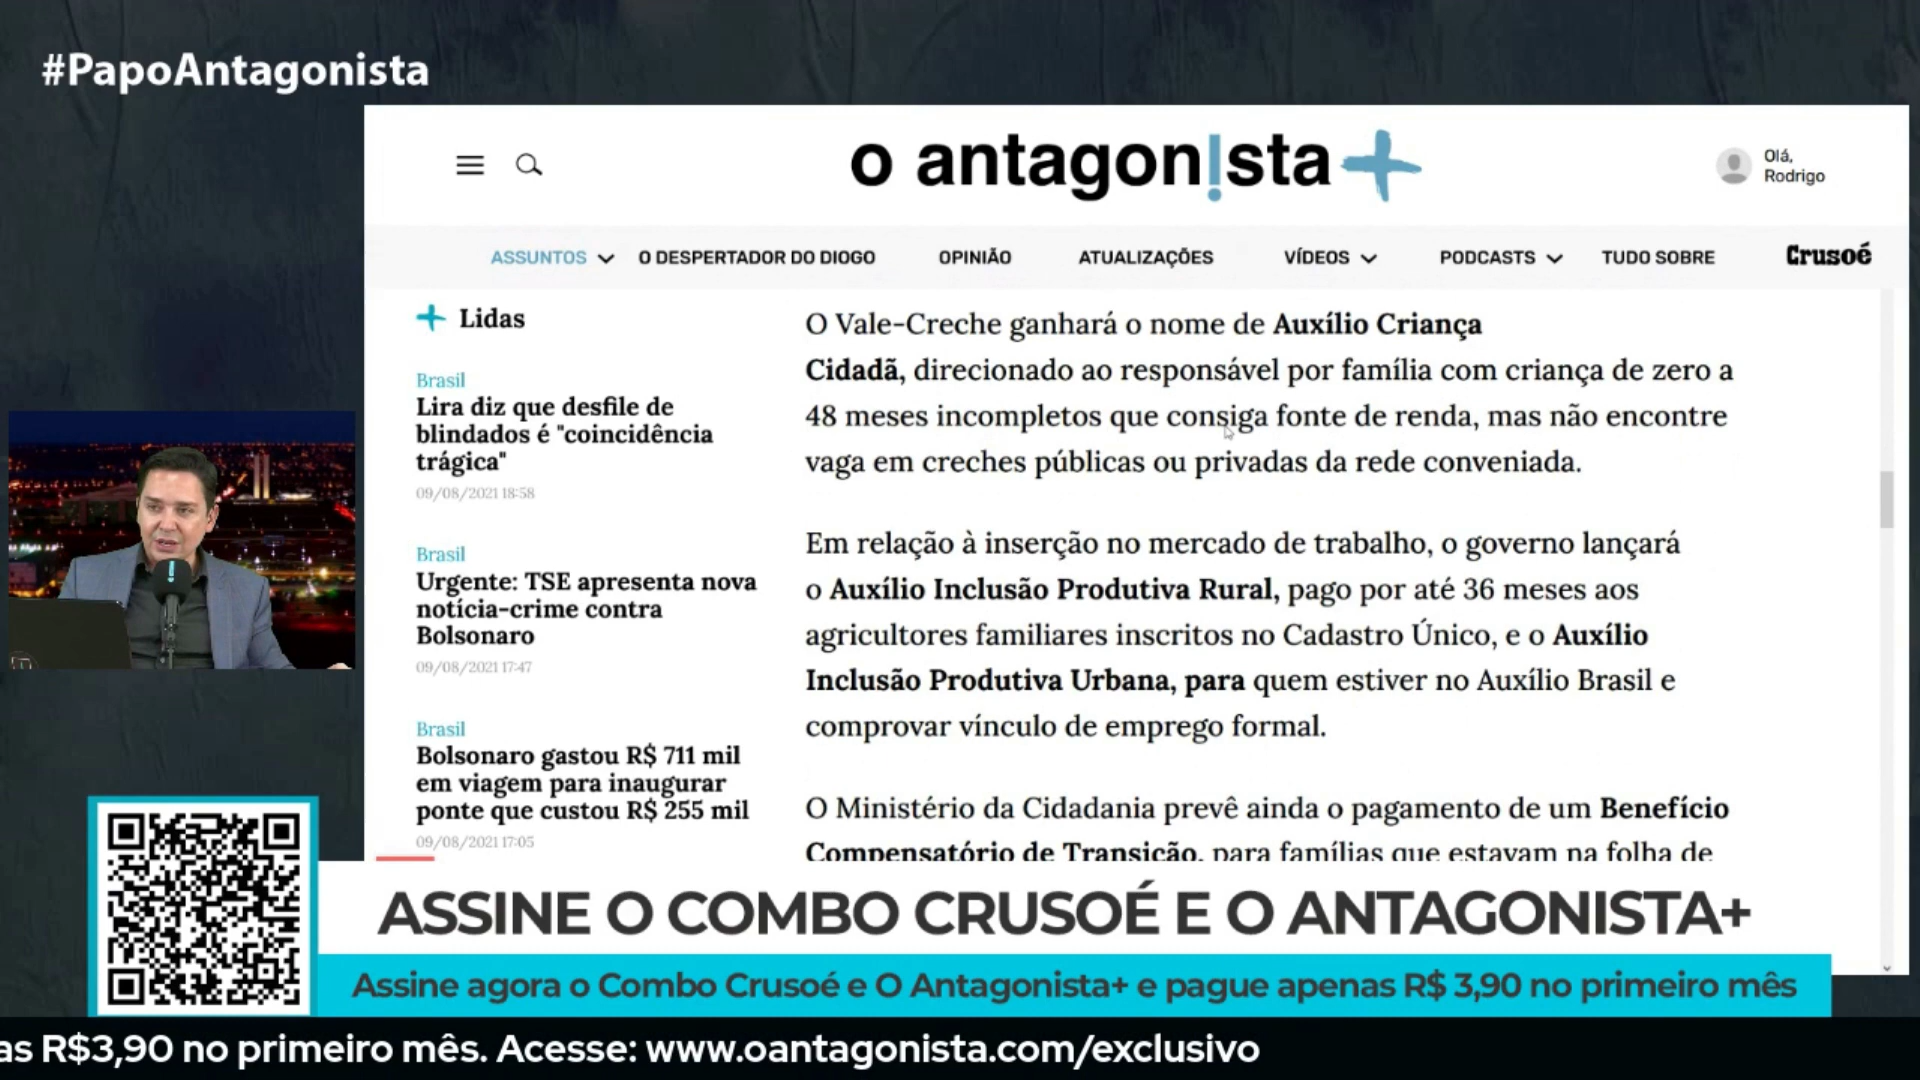 #PapoAntagonista
o antagon!sta+
Olá,
Rodrigo
ASSUNTOS
O DESPERTADOR DO DIOGO
OPINIÃO
ATUALIZAÇÕES
VÍDEOS
PODCASTS
TUDO SOBRE
Crusoé
+ Lidas
Brasil
Lira diz que desfile de
blindados é "coincidência
trágica"
09/08/2021 18:58
Brasil
Urgente: TSE apresenta nova
notícia-crime contra
Bolsonaro
09/08/2021 17:47
Brasil
Bolsonaro gastou R$ 711 mil
em viagem para inaugurar
ponte que custou R$ 255 mil
09/08/2021 17:05
O Vale-Creche ganhará o nome de Auxílio Criança
Cidadã, direcionado ao responsável por família com criança de zero a
48 meses incompletos que consiga fonte de renda, mas não encontre
vaga em creches públicas ou privadas da rede conveniada.
Em relação à inserção no mercado de trabalho, o governo lançará
o Auxílio Inclusão Produtiva Rural, pago por até 36 meses aos
agricultores familiares inscritos no Cadastro Único, e o Auxílio
Inclusão Produtiva Urbana, para quem estiver no Auxílio Brasil e
comprovar vínculo de emprego formal.
O Ministério da Cidadania prevê ainda o pagamento de um Benefício
Compensatório de Transição, para famílias que estavam na folha de
ASSINE O COMBO CRUSOÉ E O ANTAGONISTA+
Assine agora o Combo Crusoé e O Antagonista+ e pague apenas R$ 3,90 no primeiro mês
as R$3,90 no primeiro mês. Acesse: www.oantagonista.com/exclusivo